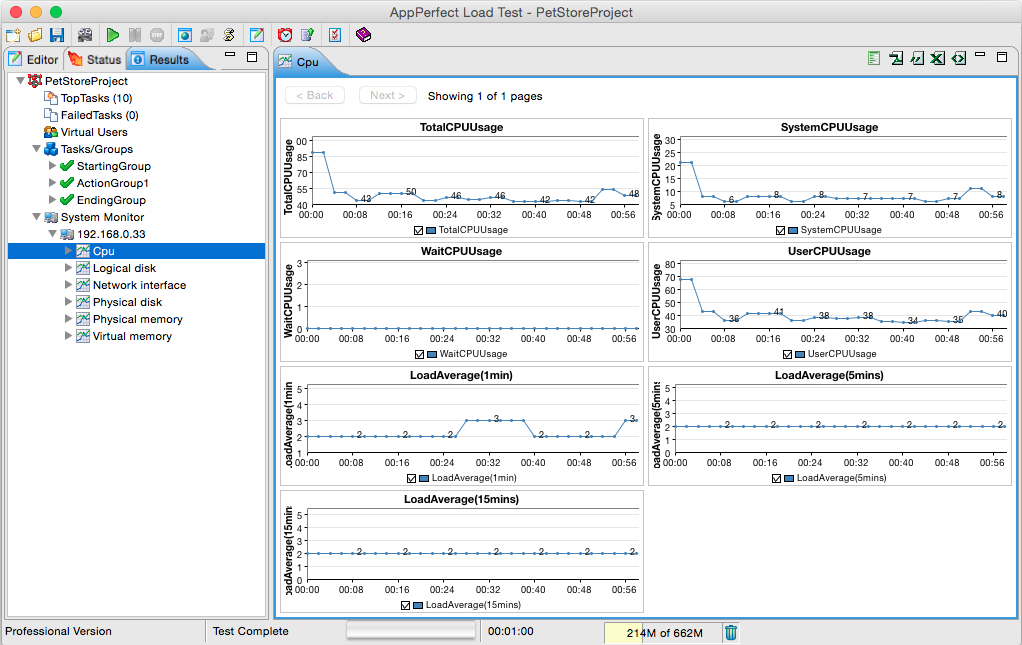 AppPerfect Load Test - PetStoreProject
Editor Status Results
Cpu
PetStoreProject
TopTasks (10)
FailedTasks (0)
Virtual Users
Tasks/Groups
StartingGroup
ActionGroup1
EndingGroup
System Monitor
192.168.0.33
Cpu
Logical disk
Network interface
Physical disk
Physical memory
Virtual memory
< Back Next > Showing 1 of 1 pages
TotalCPUUsage
TotalCPUUsage
00
85
70
55
40
43 50 46 46 42 42 48
00:00 00:08 00:16 00:24 00:32 00:40 00:48 00:56
TotalCPUUsage
SystemCPUUsage
SystemCPUUsage
30
25
20
15
10
5
6 8 8 7 7 7 8
00:00 00:08 00:16 00:24 00:32 00:40 00:48 00:56
SystemCPUUsage
WaitCPUUsage
WaitCPUUsage
3
2
1
0
00:00 00:08 00:16 00:24 00:32 00:40 00:48 00:56
WaitCPUUsage
UserCPUUsage
UserCPUUsage
80
70
60
50
40
30
36 41 38 38 34 35 40
00:00 00:08 00:16 00:24 00:32 00:40 00:48 00:56
UserCPUUsage
LoadAverage(1min)
oadAverage(1min
5
4
3
2
1
2 2 2 3 2 2 3
00:00 00:08 00:16 00:24 00:32 00:40 00:48 00:56
LoadAverage(1min)
LoadAverage(5mins)
oadAverage(5mins
5
4
3
2
1
0
2 2 2 2 2 2 2
00:00 00:08 00:16 00:24 00:32 00:40 00:48 00:56
LoadAverage(5mins)
LoadAverage(15mins)
adAverage(15min
5
4
3
2
1
0
2 2 2 2 2 2 2
00:00 00:08 00:16 00:24 00:32 00:40 00:48 00:56
LoadAverage(15mins)
Professional Version Test Complete 00:01:00 214M of 662M